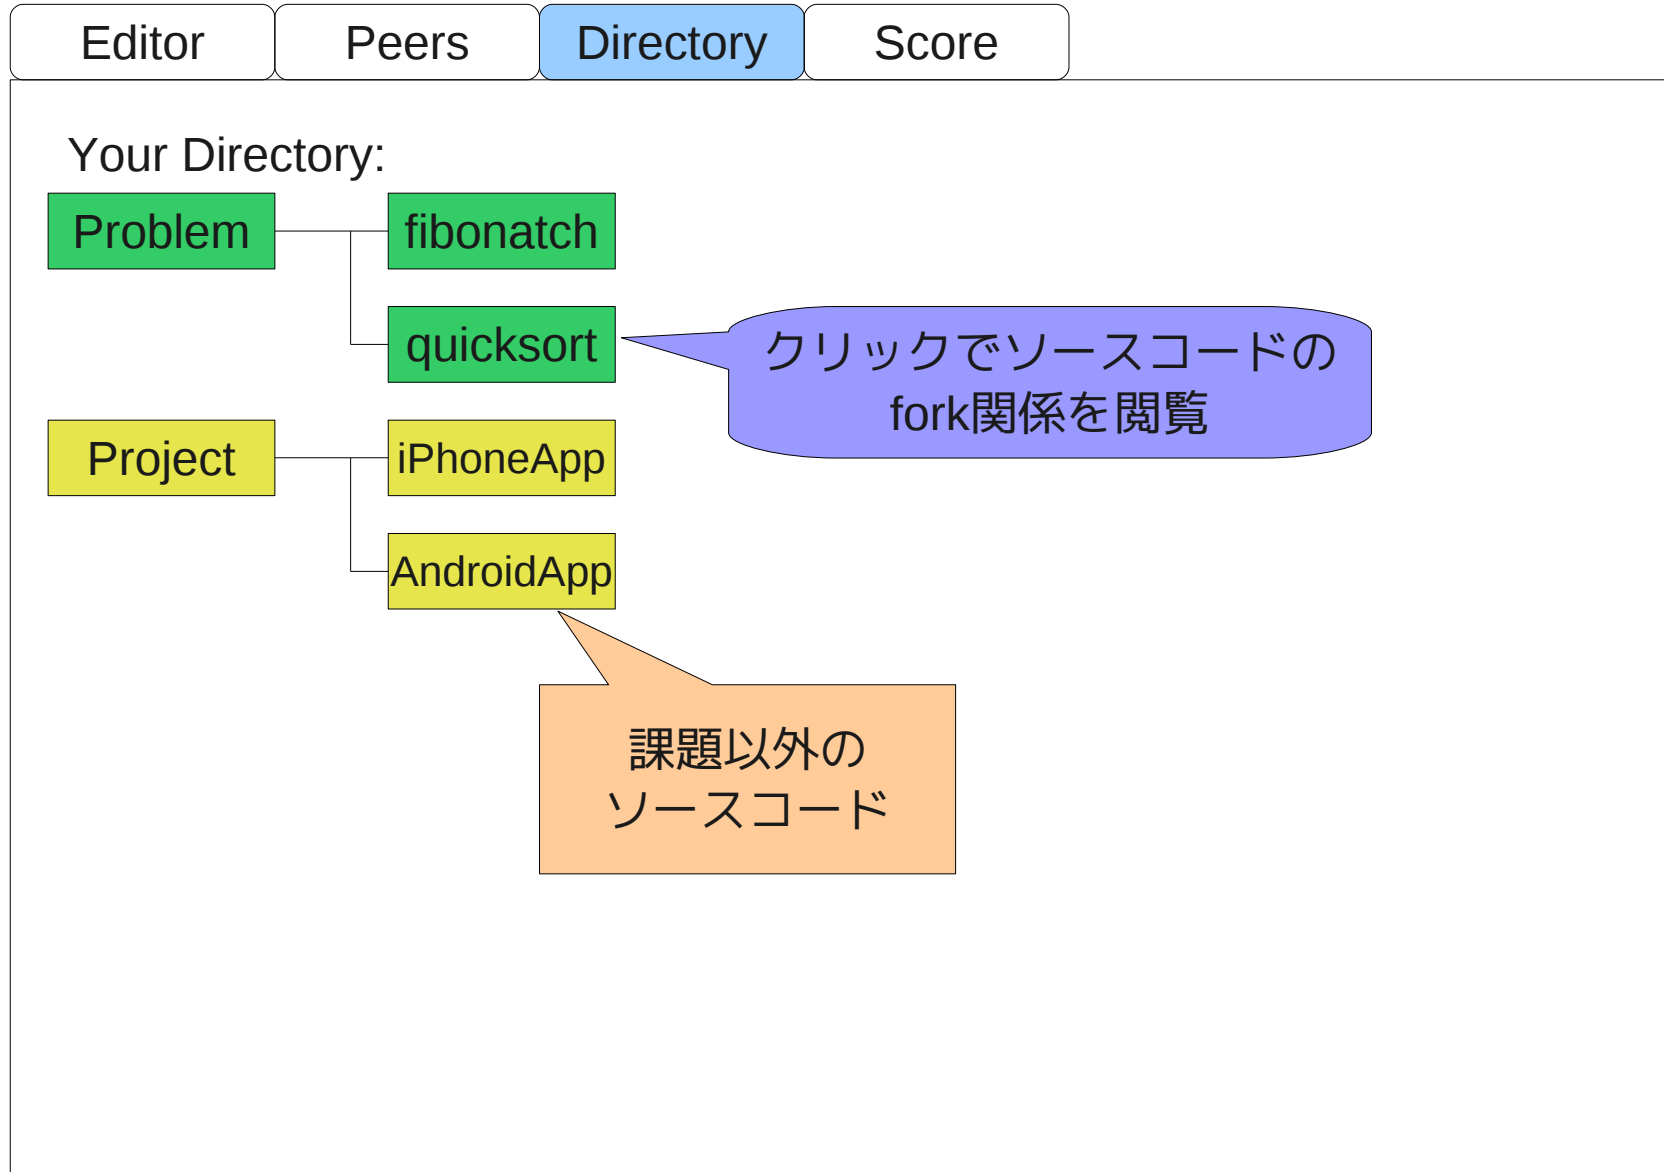 Editor
Peers
Directory
Score
Your Directory:
Problem
fibonatch
quicksort
クリックでソースコードの
fork関係を閲覧
Project
iPhoneApp
AndroidApp
課題以外の
ソースコード